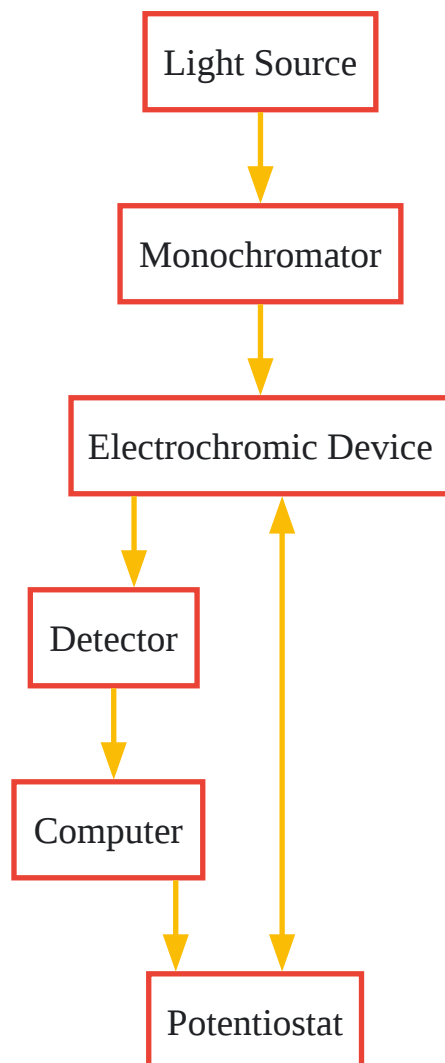 Light Source
Monochromator
Electrochromic Device
Detector
Computer
Potentiostat